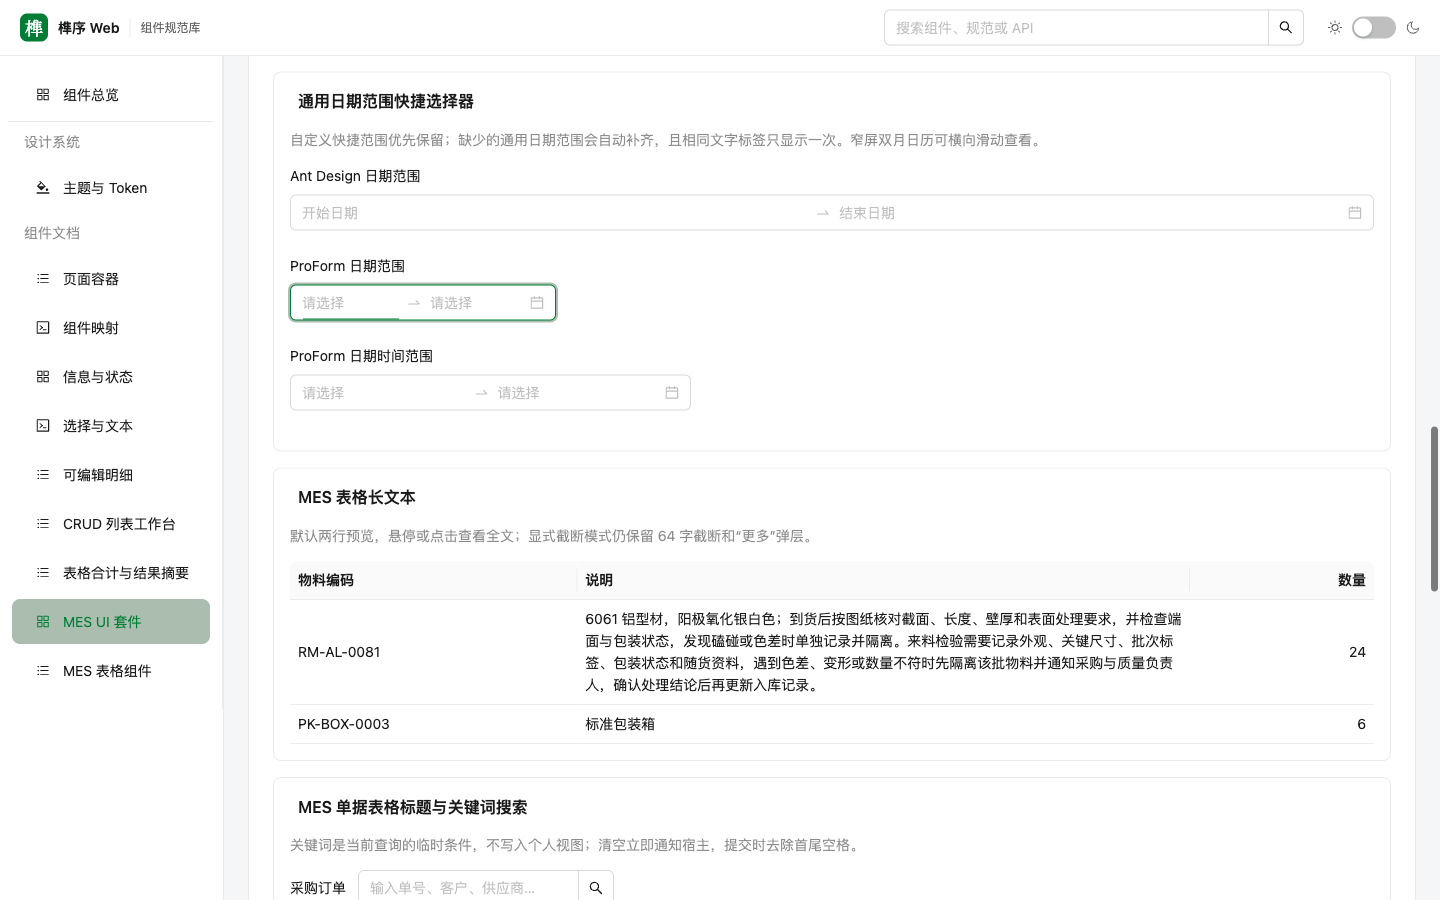 榫
榫序 Web
组件规范库
搜索组件、规范或 API
组件总览
设计系统
主题与 Token
组件文档
页面容器
组件映射
信息与状态
选择与文本
可编辑明细
CRUD 列表工作台
表格合计与结果摘要
MES UI 套件
MES 表格组件
通用日期范围快捷选择器
自定义快捷范围优先保留；缺少的通用日期范围会自动补齐，且相同文字标签只显示一次。窄屏双月日历可横向滑动查看。
Ant Design 日期范围
开始日期 结束日期
ProForm 日期范围
请选择 请选择
ProForm 日期时间范围
请选择 请选择
MES 表格长文本
默认两行预览，悬停或点击查看全文；显式截断模式仍保留 64 字截断和“更多”弹层。
物料编码 说明 数量
6061 铝型材，阳极氧化银白色；到货后按图纸核对截面、长度、壁厚和表面处理要求，并检查端
面与包装状态，发现磕碰或色差时单独记录并隔离。来料检验需要记录外观、关键尺寸、批次标
RM-AL-0081 24
签、包装状态和随货资料，遇到色差、变形或数量不符时先隔离该批物料并通知采购与质量负责
人，确认处理结论后再更新入库记录。
PK-BOX-0003 标准包装箱 6
MES 单据表格标题与关键词搜索
关键词是当前查询的临时条件，不写入个人视图；清空立即通知宿主，提交时去除首尾空格。
采购订单 输入单号、客户、供应商...